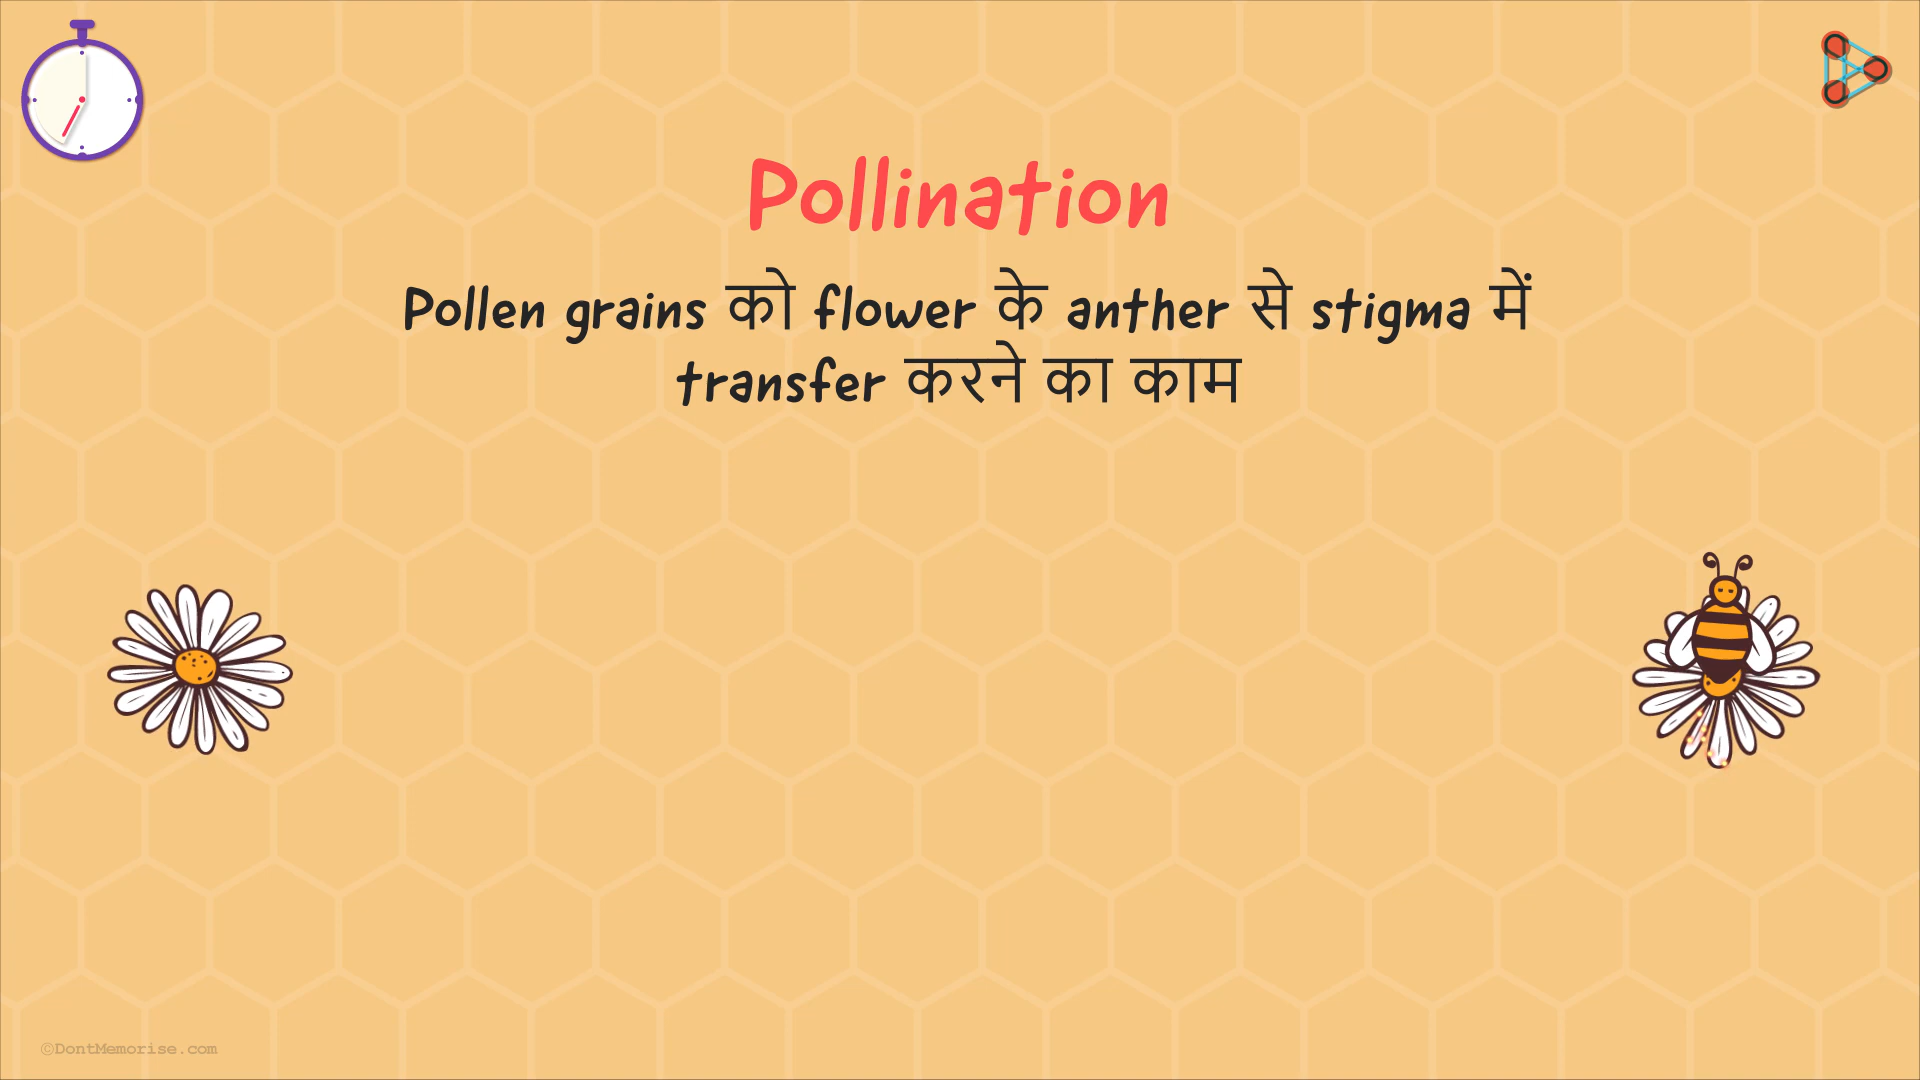 Pollination
Pollen grains को flower के anther से stigma में
transfer करने का काम
©DontMemorise.com